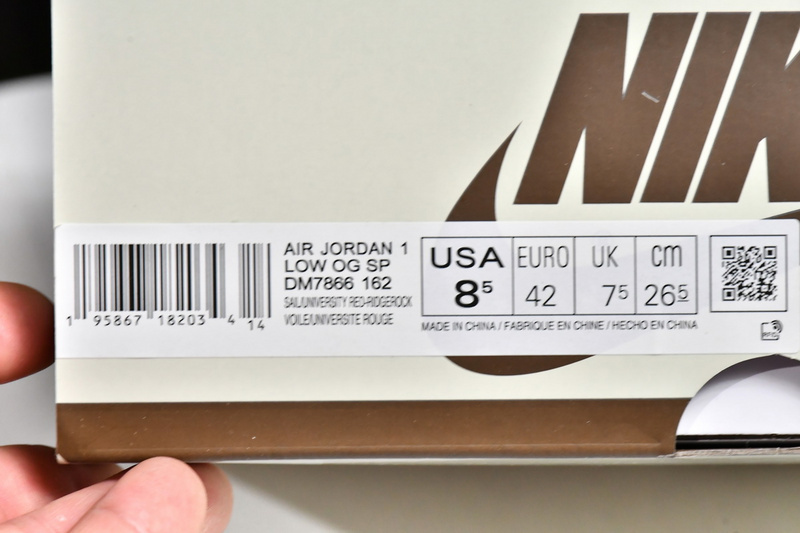 NIK
AIR JORDAN 1
LOW OG SP
DM7866 162
SAIL/UNIVERSITY RED-RIDGEROCK
VOILE/UNIVERSITE ROUGE
1 95867 18203 4 14
USA EURO UK cm
8⁵ 42 7⁵ 26⁵
MADE IN CHINA / FABRIQUE EN CHINE / HECHO EN CHINA